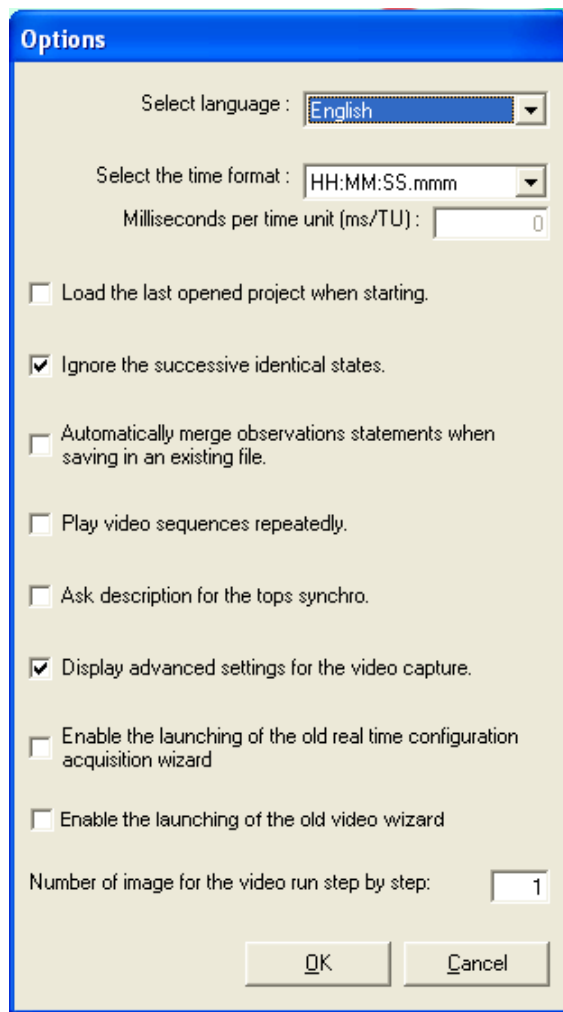 Options
Select language :
English
Select the time format :
HH:MM:SS.mmm
Milliseconds per time unit (ms/TU) :
0
Load the last opened project when starting.
Ignore the successive identical states.
Automatically merge observations statements when
saving in an existing file.
Play video sequences repeatedly.
Ask description for the tops synchro.
Display advanced settings for the video capture.
Enable the launching of the old real time configuration
acquisition wizard
Enable the launching of the old video wizard
Number of image for the video run step by step:
1
OK
Cancel